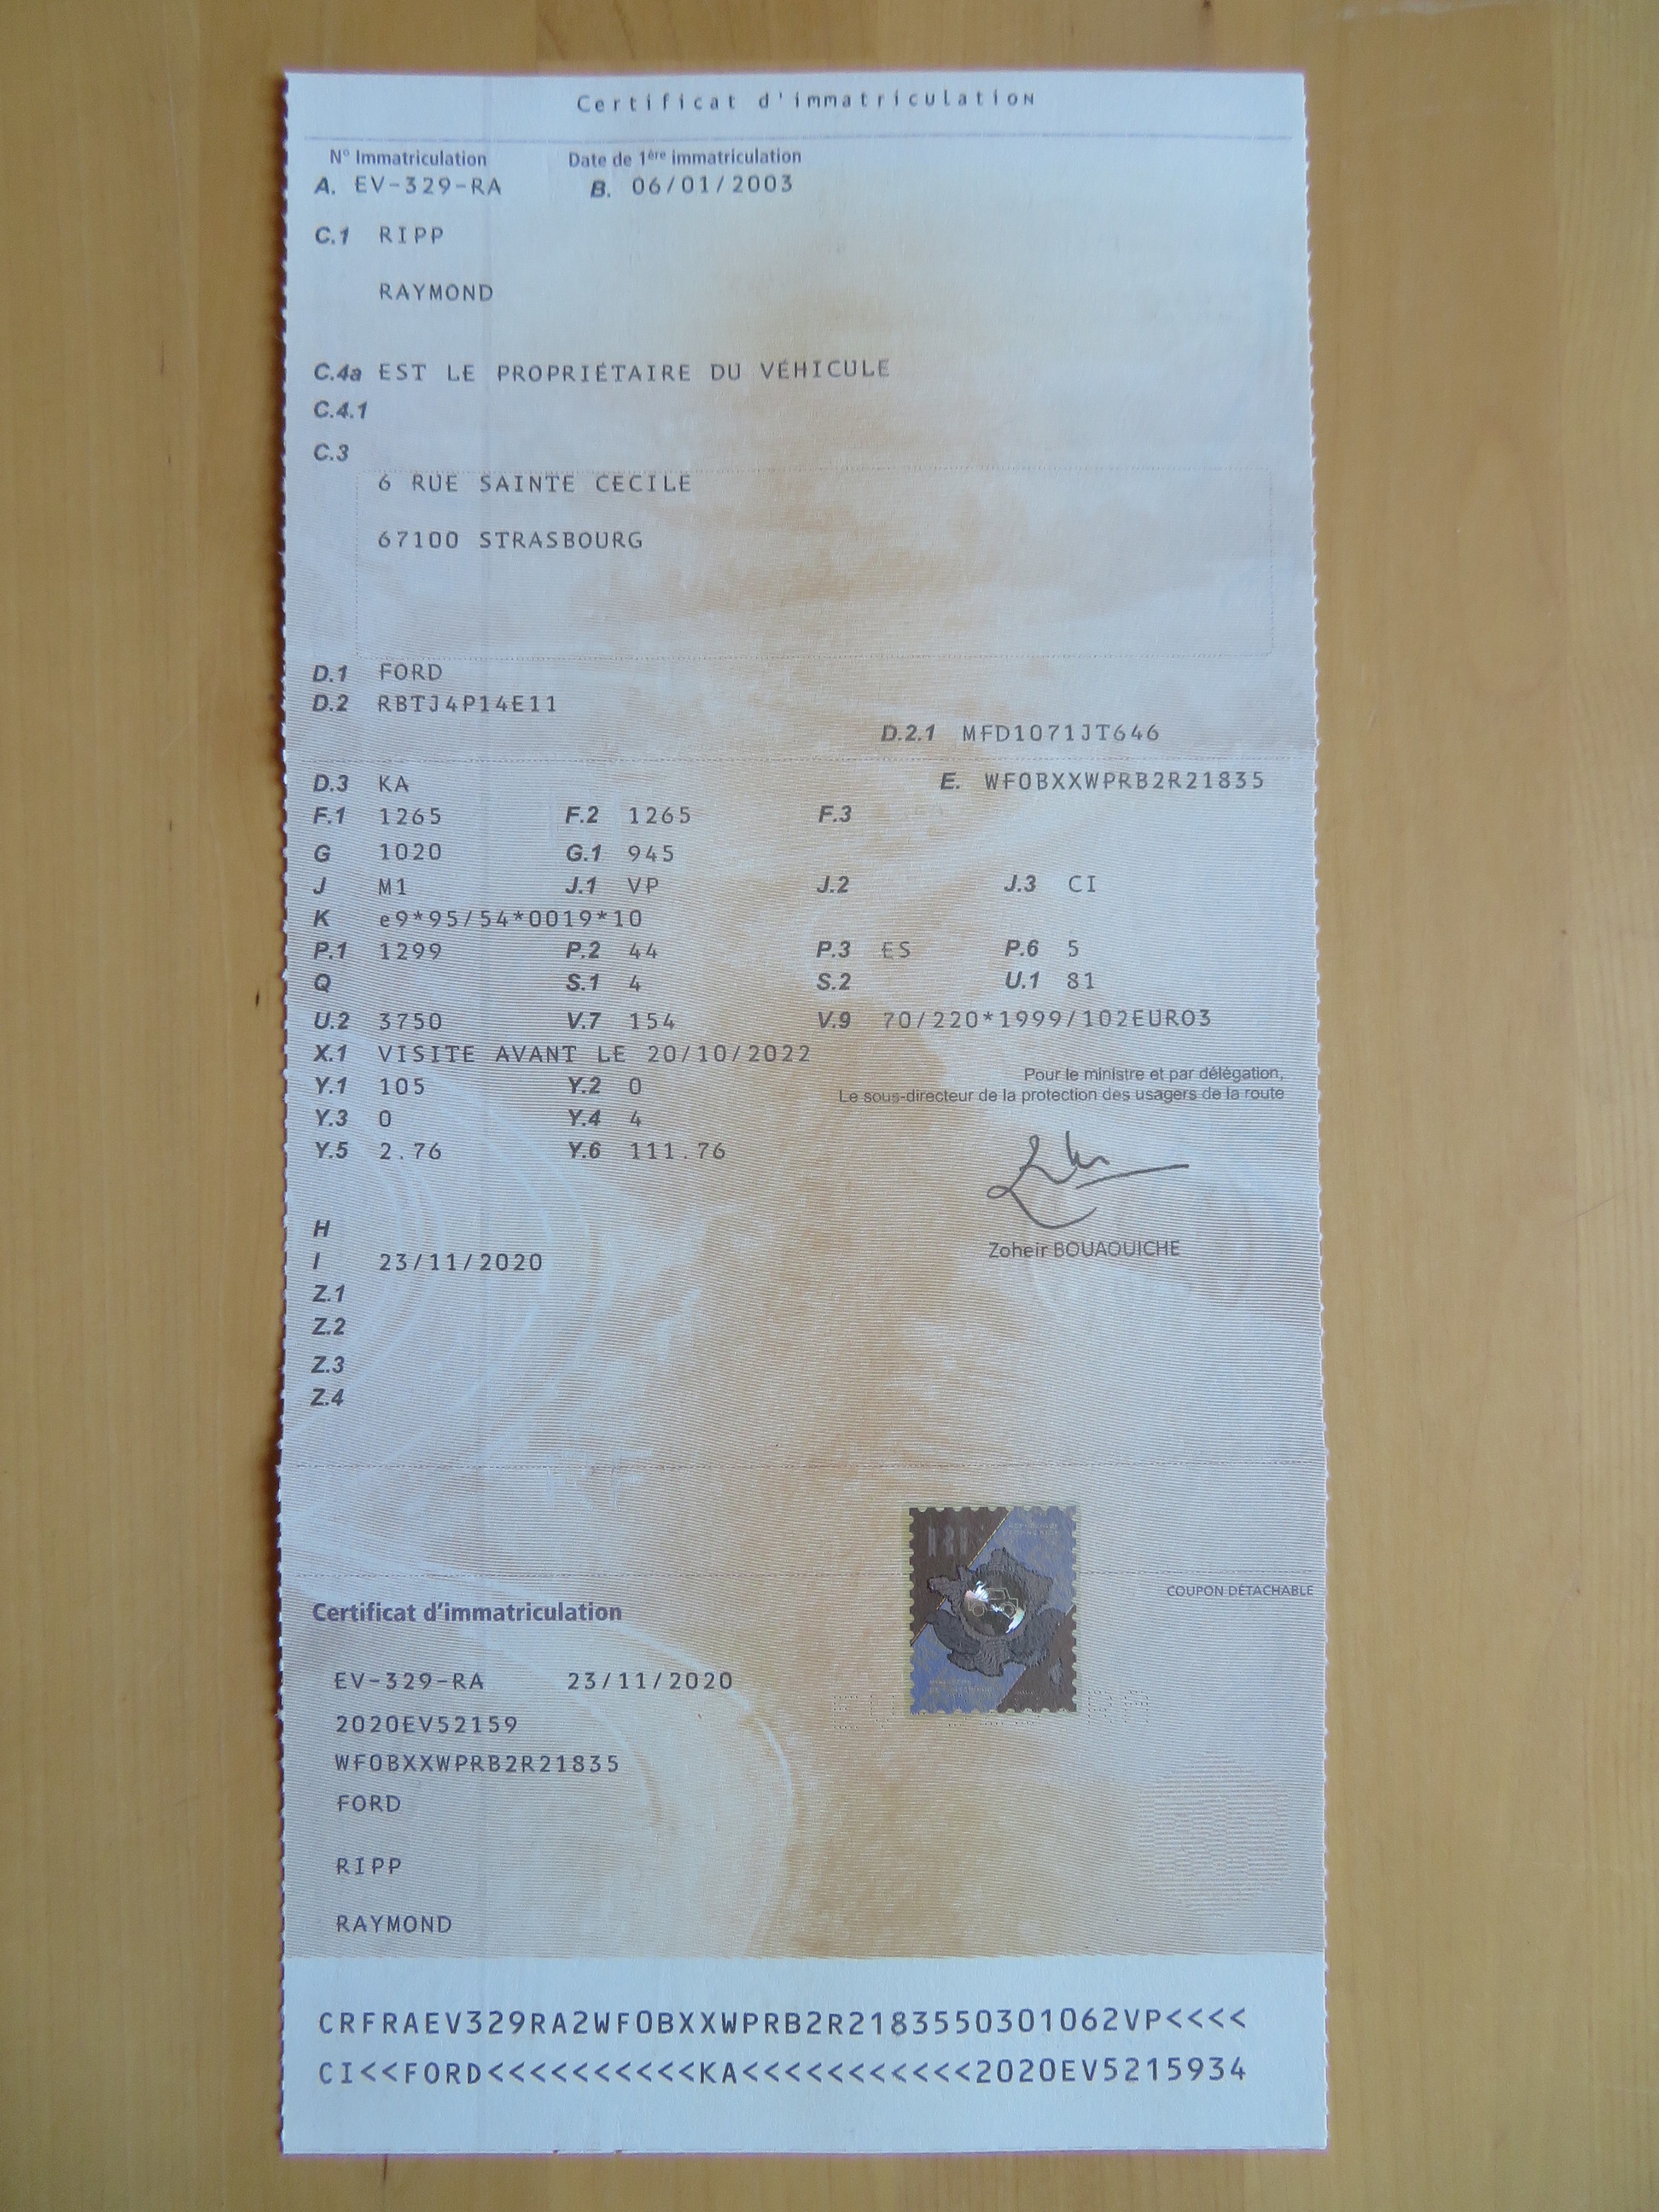 Certificat d'immatriculation
N° Immatriculation Date de 1ère immatriculation
A. EV-329-RA B. 06/01/2003
C.1 RIPP
RAYMOND
C.4a EST LE PROPRIÉTAIRE DU VÉHICULE
C.4.1
C.3
6 RUE SAINTE CECILE
67100 STRASBOURG
D.1 FORD
D.2 RBTJ4P14E11
D.2.1 MFD1071JT646
D.3 KA E. WF0BXXWPRB2R21835
F.1 1265 F.2 1265 F.3
G 1020 G.1 945
J M1 J.1 VP J.2 J.3 CI
K e9*95/54*0019*10
P.1 1299 P.2 44 P.3 ES P.6 5
Q S.1 4 S.2 U.1 81
U.2 3750 V.7 154 V.9 70/220*1999/102EURO3
X.1 VISITE AVANT LE 20/10/2022
Y.1 105 Y.2 0
Pour le ministre et par délégation,
Le sous-directeur de la protection des usagers de la route
Y.3 0 Y.4 4
Y.5 2.76 Y.6 111.76
H
Zoheir BOUAOUICHE
I 23/11/2020
Z.1
Z.2
Z.3
Z.4
COUPON DÉTACHABLE
Certificat d'immatriculation
EV-329-RA 23/11/2020
2020EV52159
WF0BXXWPRB2R21835
FORD
RIPP
RAYMOND
CRFRAEV329RA2WF0BXXWPRB2R2183550301062VP<<<<
CI<<FORD<<<<<<<<<<KA<<<<<<<<<<<2020EV5215934